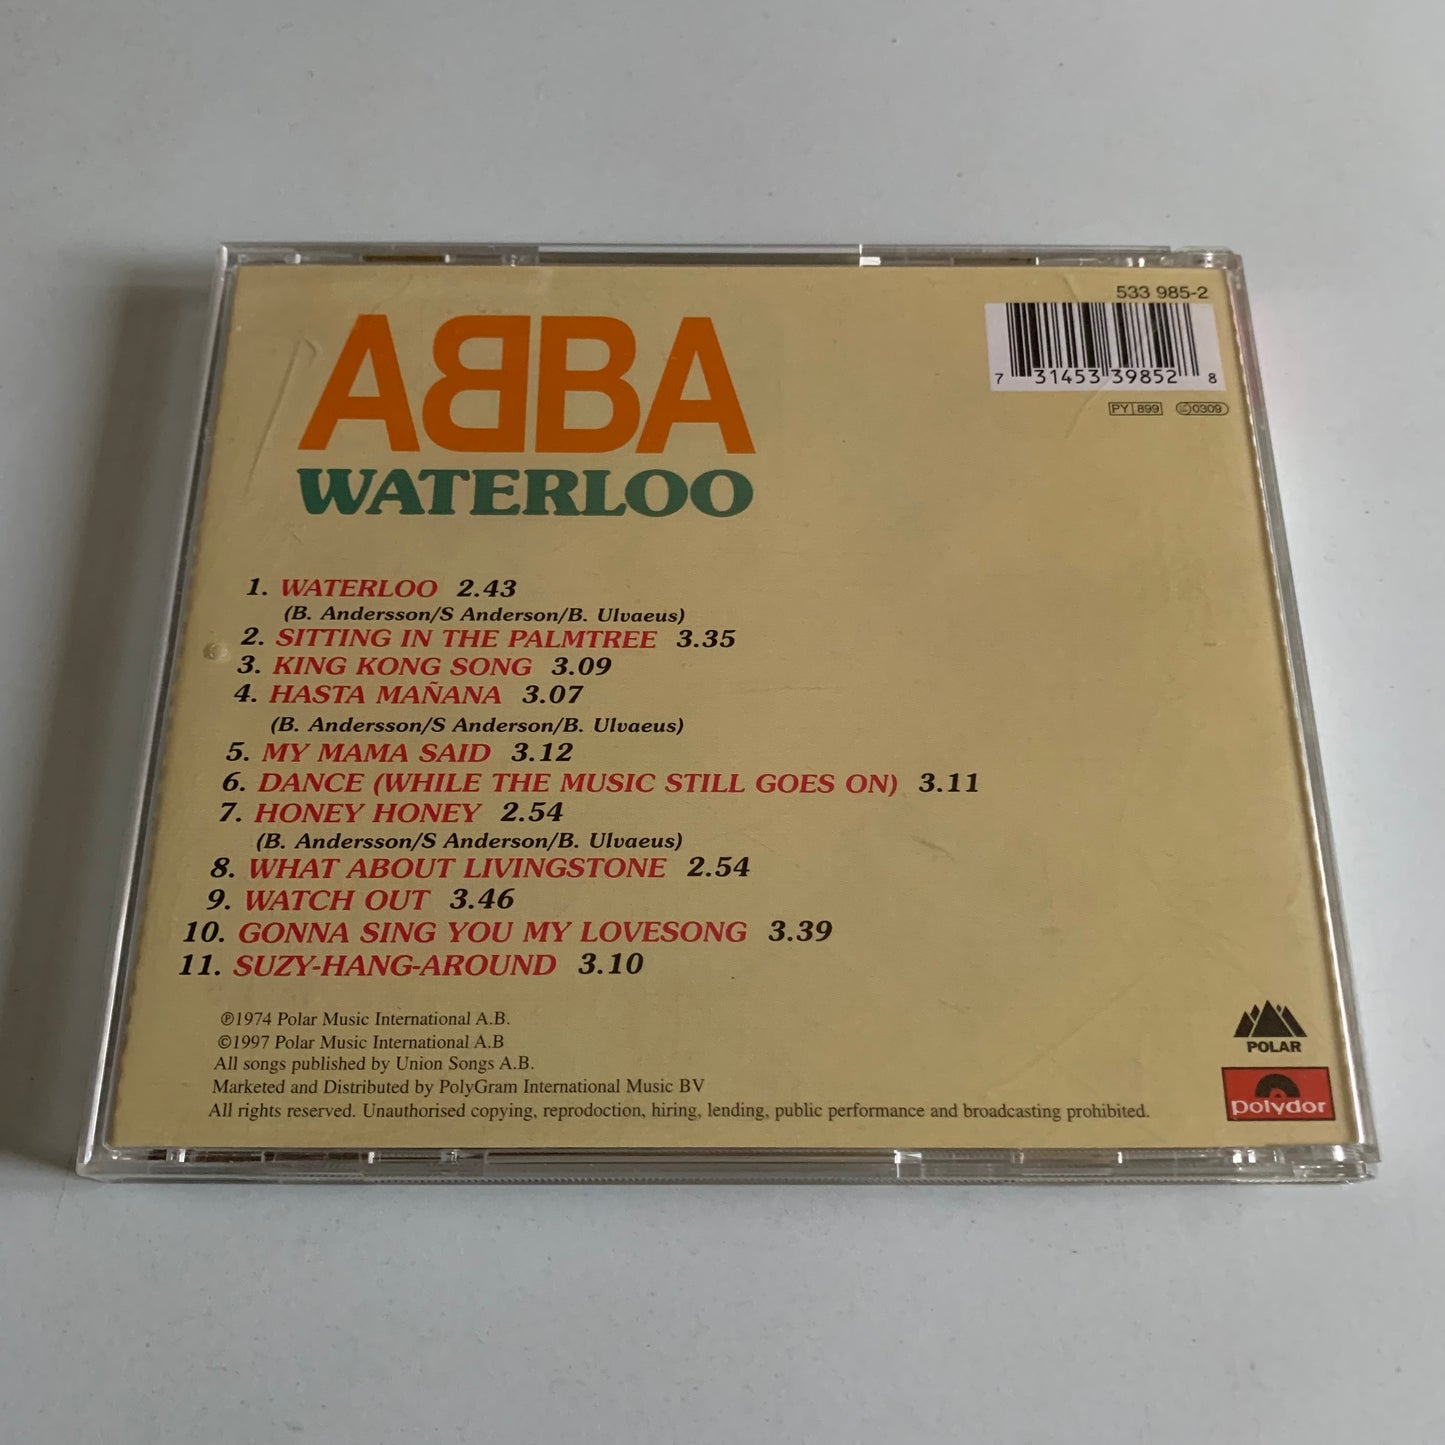 533 985-2
ABBA
7 31453 39852 8
PY 899 0309
WATERLOO
1. WATERLOO 2.43
(B. Andersson/S Anderson/B. Ulvaeus)
2. SITTING IN THE PALMTREE 3.35
3. KING KONG SONG 3.09
4. HASTA MAÑANA 3.07
(B. Andersson/S Anderson/B. Ulvaeus)
5. MY MAMA SAID 3.12
6. DANCE (WHILE THE MUSIC STILL GOES ON) 3.11
7. HONEY HONEY 2.54
(B. Andersson/S Anderson/B. Ulvaeus)
8. WHAT ABOUT LIVINGSTONE 2.54
9. WATCH OUT 3.46
10. GONNA SING YOU MY LOVESONG 3.39
11. SUZY-HANG-AROUND 3.10
℗1974 Polar Music International A.B.
©1997 Polar Music International A.B
All songs published by Union Songs A.B.
Marketed and Distributed by PolyGram International Music BV
All rights reserved. Unauthorised copying, reproduction, hiring, lending, public performance and broadcasting prohibited.
POLAR
polydor